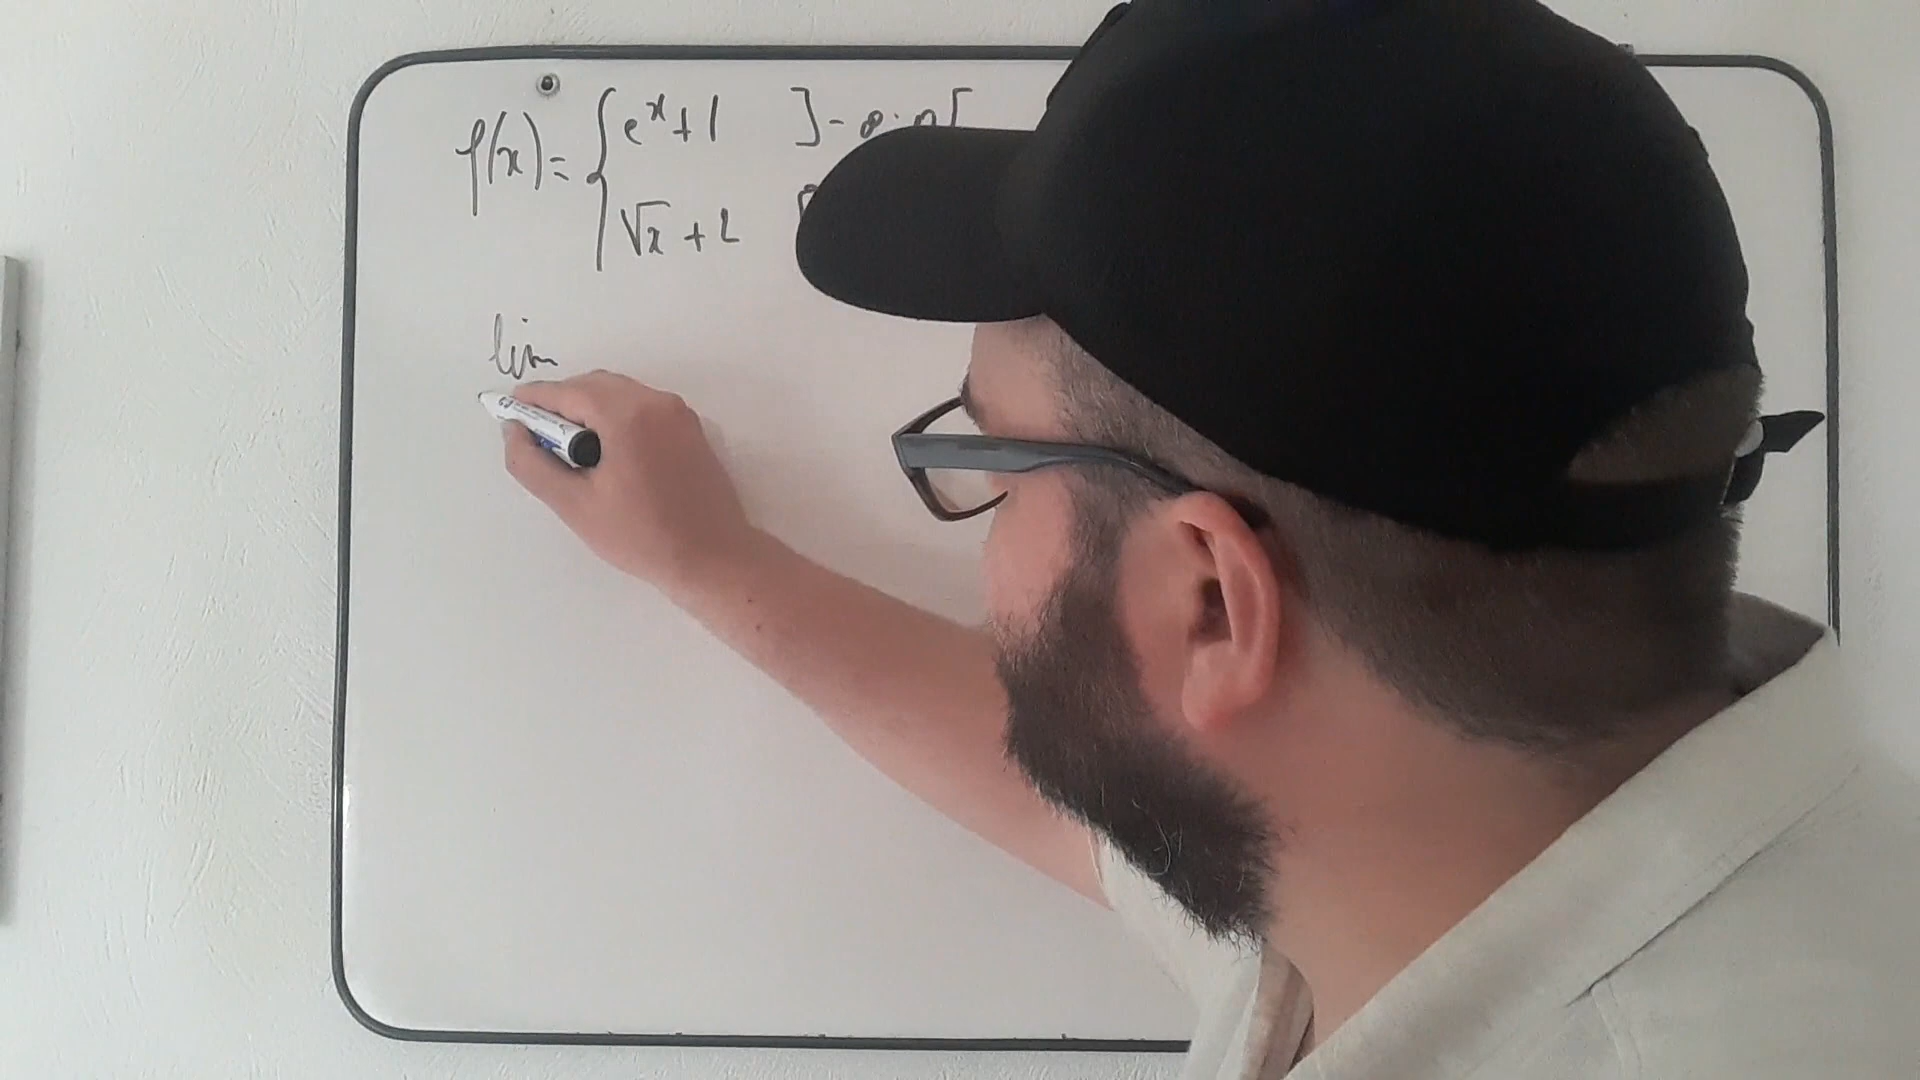 f(x) = { e^x + 1 ]-∞; 0[
√x + 2 [
lim